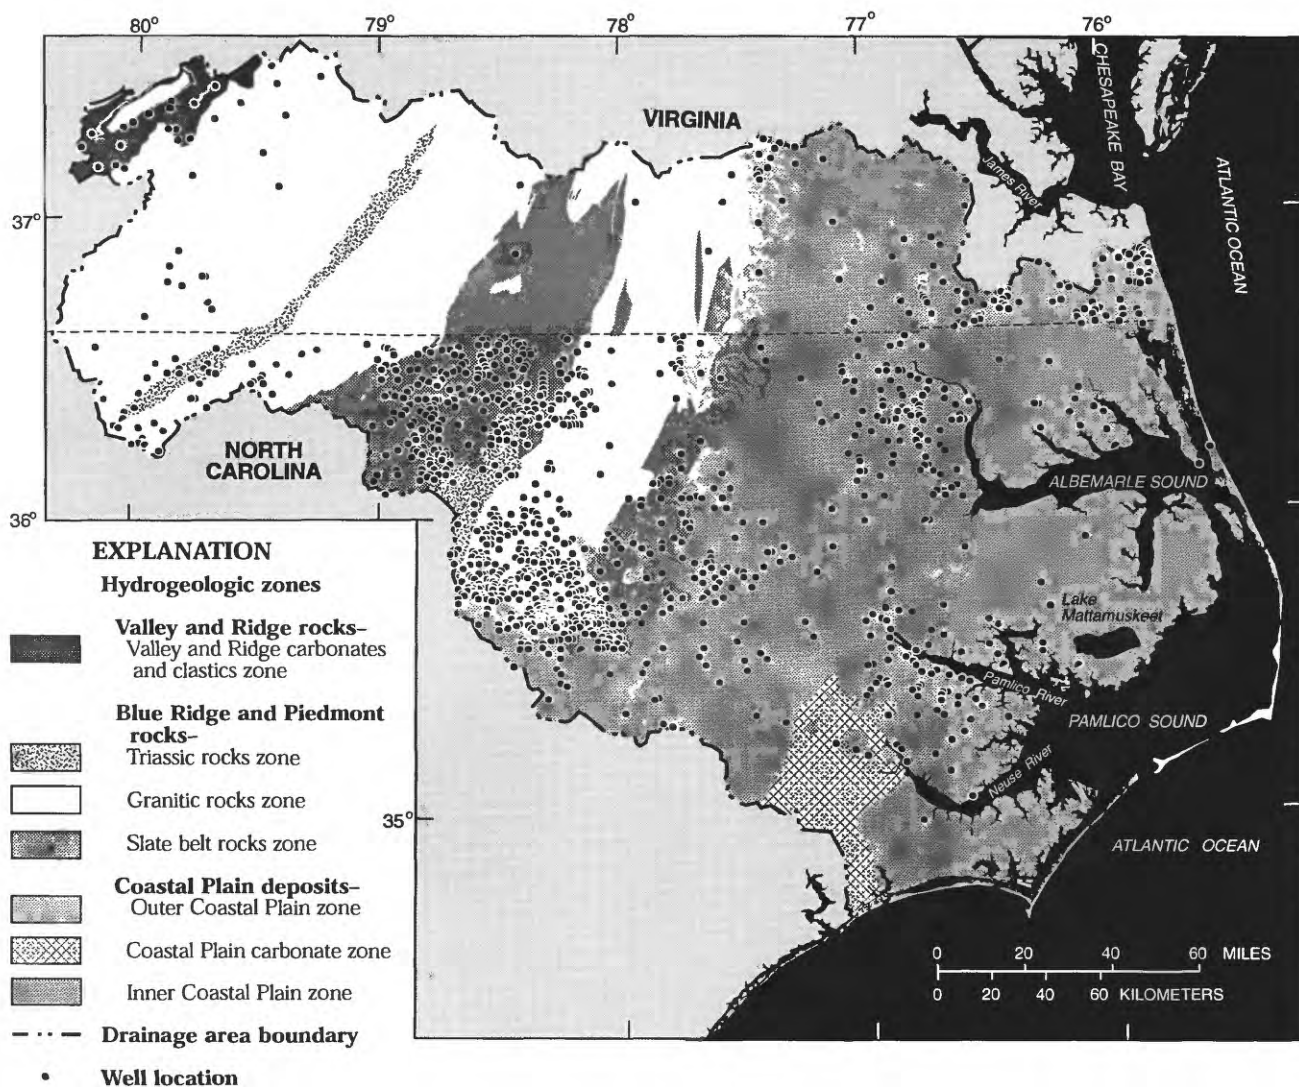 80°
79°
78°
77°
76°
VIRGINIA
CHESAPEAKE BAY
James River
ATLANTIC OCEAN
37°
NORTH
CAROLINA
ALBEMARLE SOUND
36°
Lake
Mattamuskeet
Pamlico River
PAMLICO SOUND
Neuse River
35°
ATLANTIC OCEAN
EXPLANATION
Hydrogeologic zones
Valley and Ridge rocks–
Valley and Ridge carbonates
and clastics zone
Blue Ridge and Piedmont
rocks–
Triassic rocks zone
Granitic rocks zone
Slate belt rocks zone
Coastal Plain deposits–
Outer Coastal Plain zone
Coastal Plain carbonate zone
Inner Coastal Plain zone
Drainage area boundary
Well location
0 20 40 60 MILES
0 20 40 60 KILOMETERS